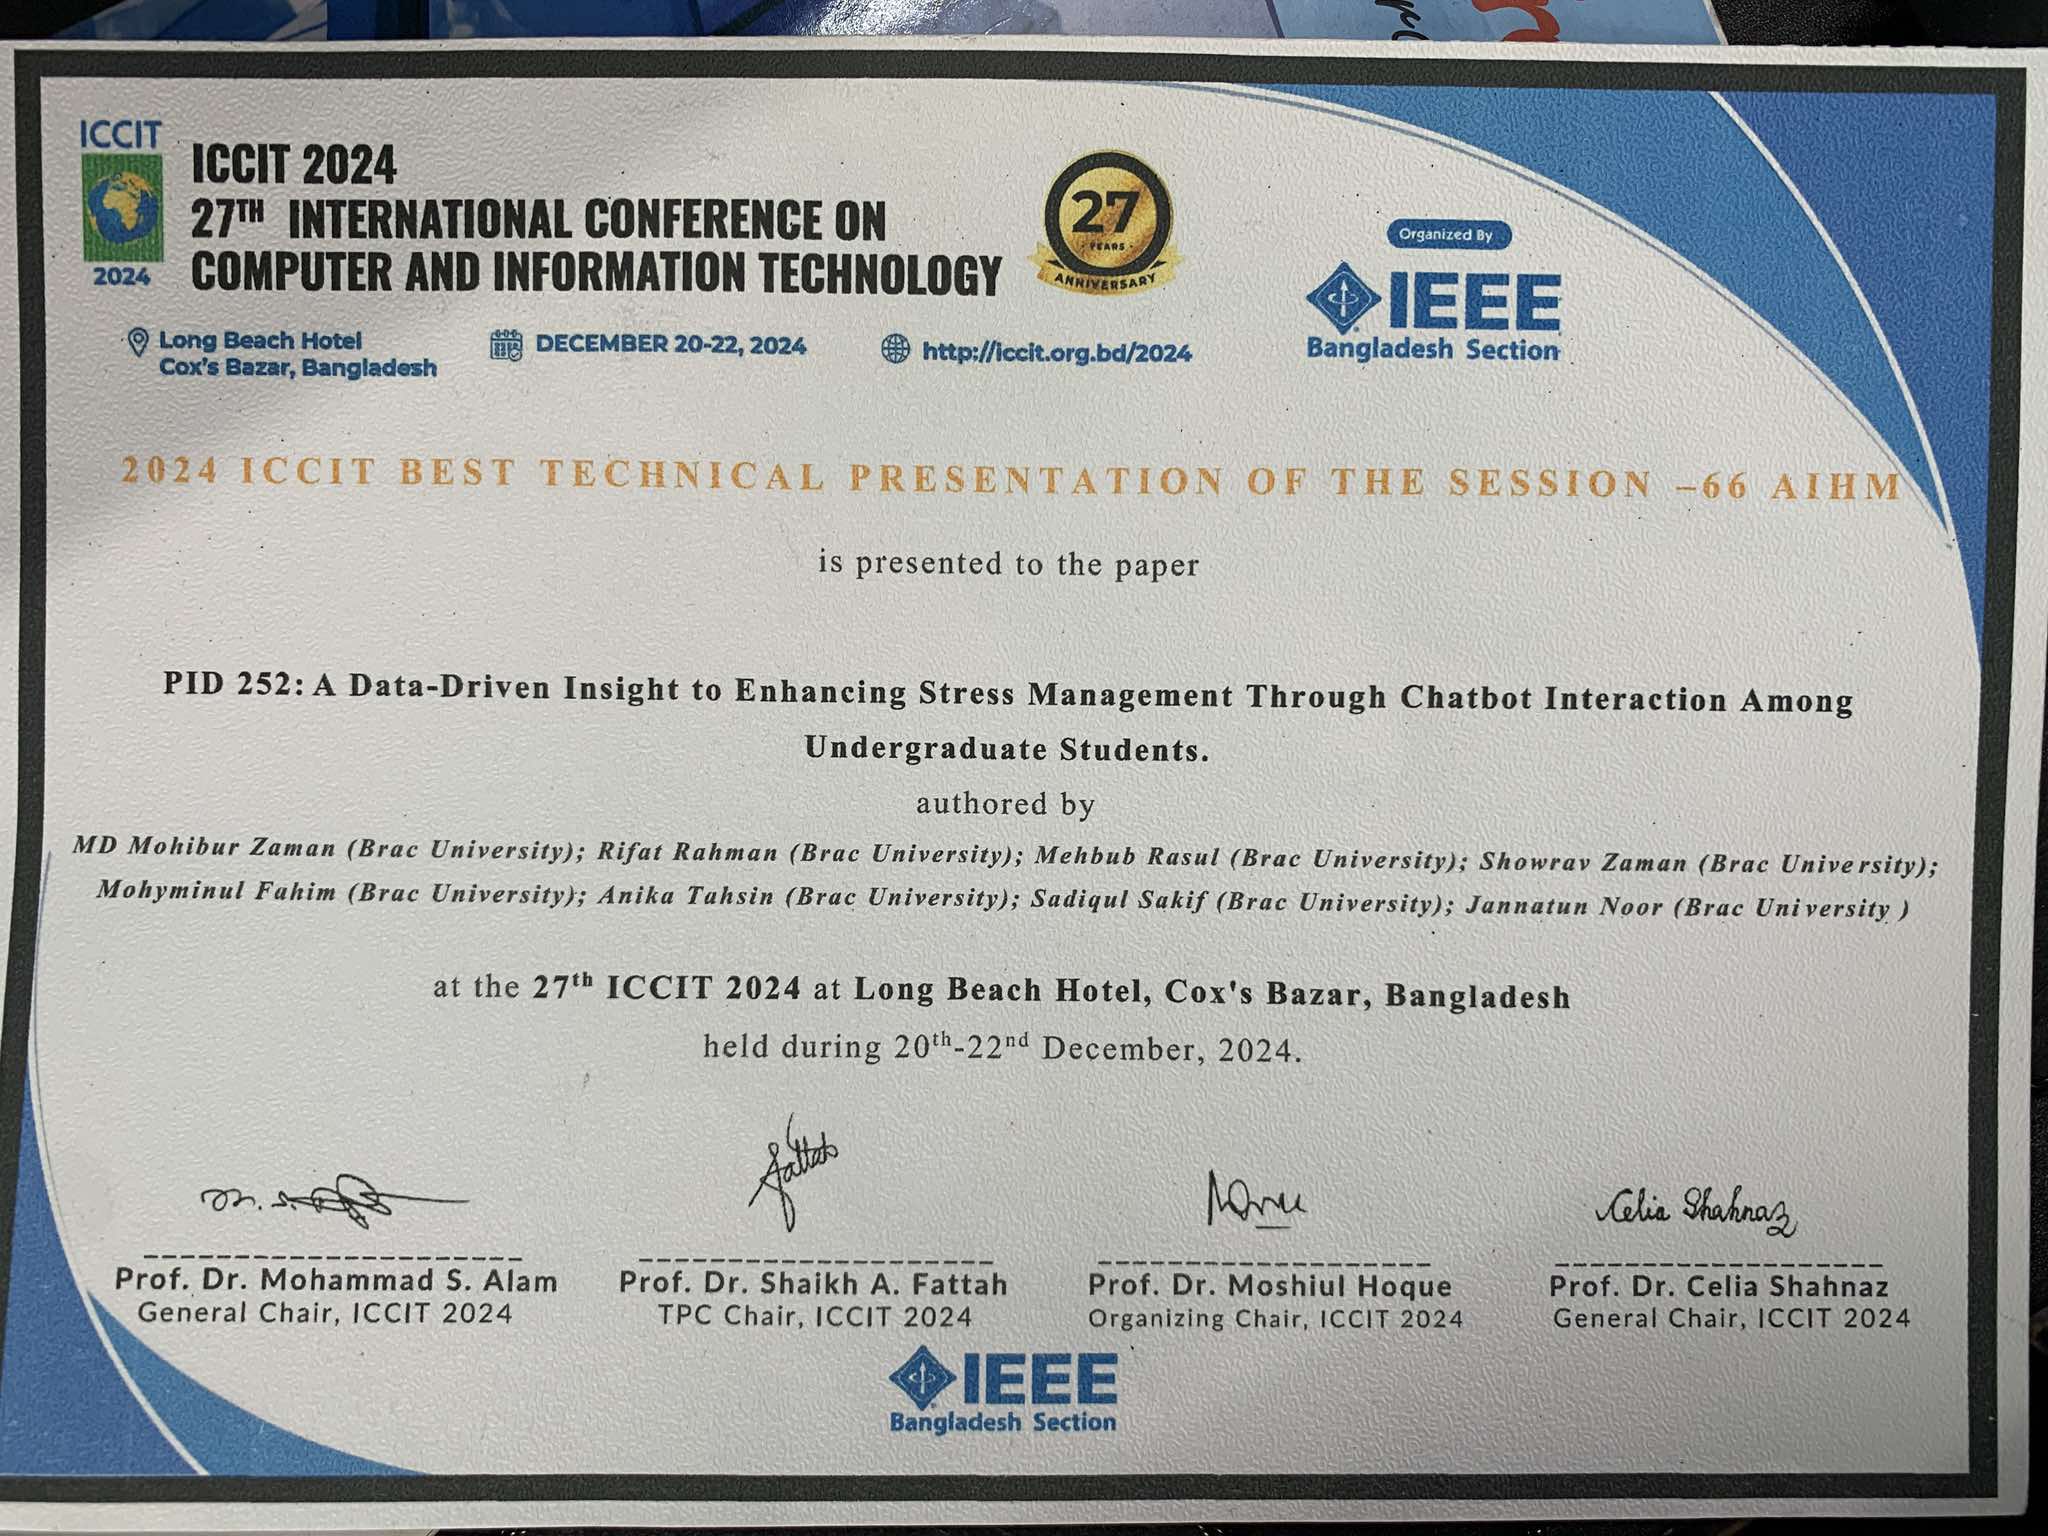 ICCIT
2024
ICCIT 2024
27TH INTERNATIONAL CONFERENCE ON
COMPUTER AND INFORMATION TECHNOLOGY
27
YEARS
ANNIVERSARY
Organized By
IEEE
Bangladesh Section
Long Beach Hotel
Cox's Bazar, Bangladesh
DECEMBER 20-22, 2024
http://iccit.org.bd/2024
2024 ICCIT BEST TECHNICAL PRESENTATION OF THE SESSION –66 AIHM
is presented to the paper
PID 252: A Data-Driven Insight to Enhancing Stress Management Through Chatbot Interaction Among
Undergraduate Students.
authored by
MD Mohibur Zaman (Brac University); Rifat Rahman (Brac University); Mehbub Rasul (Brac University); Showrav Zaman (Brac University);
Mohyminul Fahim (Brac University); Anika Tahsin (Brac University); Sadiqul Sakif (Brac University); Jannatun Noor (Brac University )
at the 27th ICCIT 2024 at Long Beach Hotel, Cox's Bazar, Bangladesh
held during 20th-22nd December, 2024.
Fattah
Celia Shahnaz
Prof. Dr. Mohammad S. Alam
General Chair, ICCIT 2024
Prof. Dr. Shaikh A. Fattah
TPC Chair, ICCIT 2024
Prof. Dr. Moshiul Hoque
Organizing Chair, ICCIT 2024
Prof. Dr. Celia Shahnaz
General Chair, ICCIT 2024
IEEE
Bangladesh Section